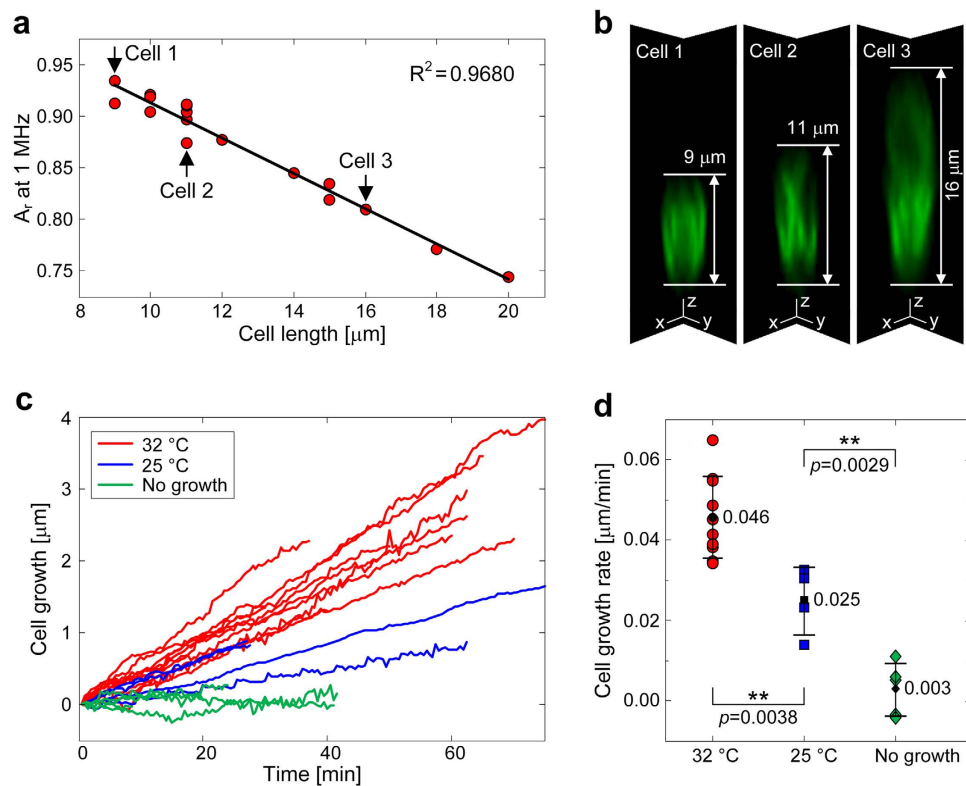 a
0.95
0.90
0.85
0.80
0.75
A_r at 1 MHz
Cell 1
Cell 2
Cell 3
R² = 0.9680
8 10 12 14 16 18 20
Cell length [μm]
b
Cell 1
Cell 2
Cell 3
9 μm
11 μm
16 μm
z
x y
z
x y
z
x y
c
4
3
2
1
0
Cell growth [μm]
32 °C
25 °C
No growth
0 20 40 60
Time [min]
d
0.06
0.04
0.02
0.00
Cell growth rate [μm/min]
**
p=0.0029
0.046
0.025
0.003
**
p=0.0038
32 °C 25 °C No growth